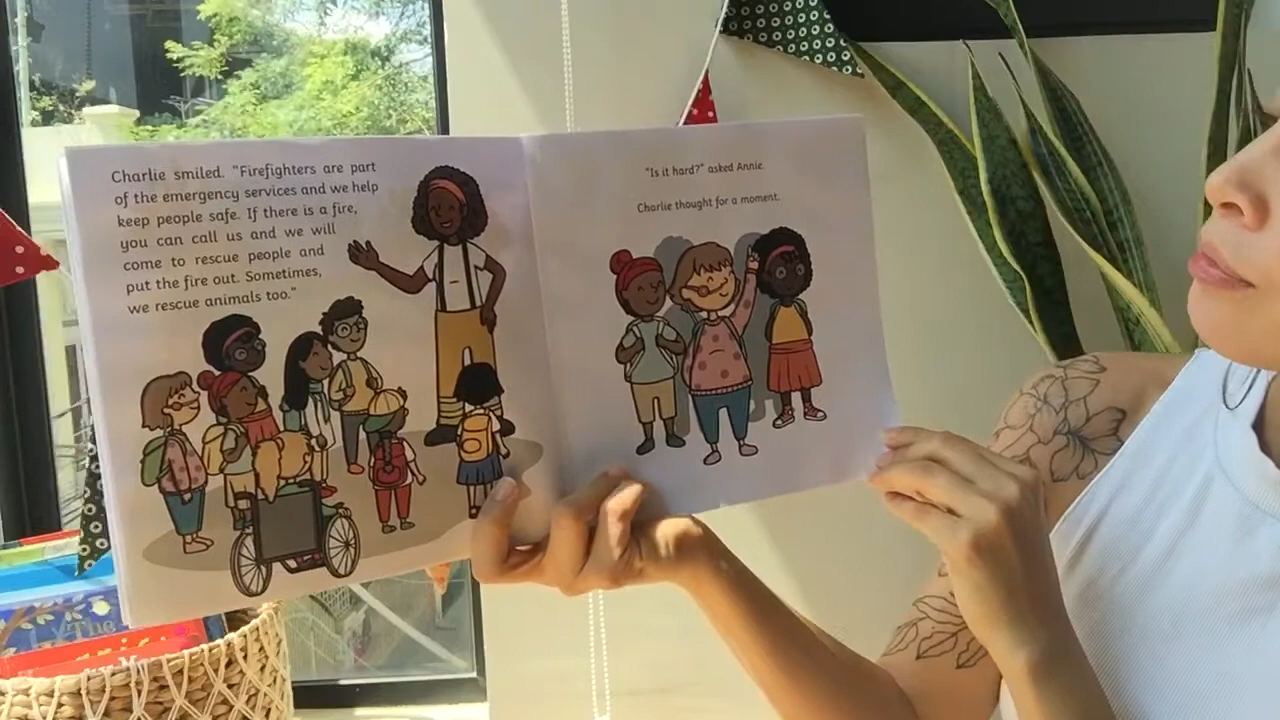 Charlie smiled. "Firefighters are part
of the emergency services and we help
keep people safe. If there is a fire,
you can call us and we will
come to rescue people and
put the fire out. Sometimes,
we rescue animals too."
"Is it hard?" asked Annie.
Charlie thought for a moment.
The
My